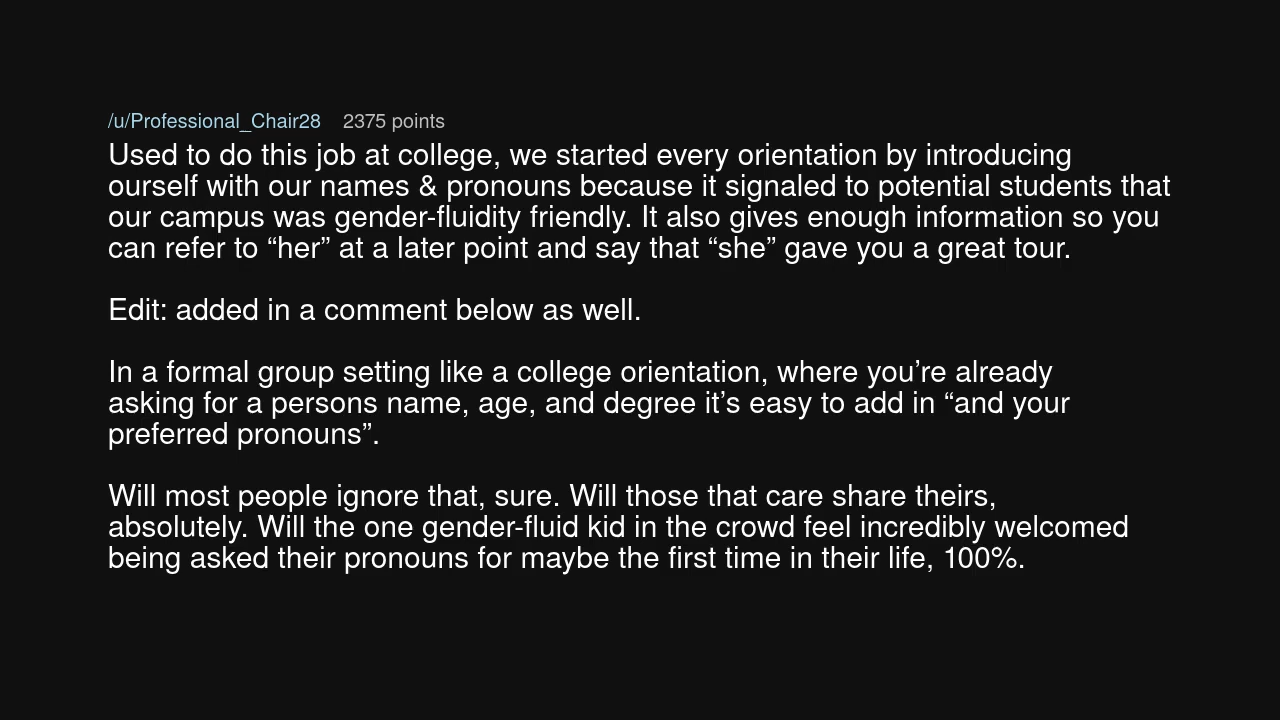 /u/Professional_Chair28 2375 points
Used to do this job at college, we started every orientation by introducing
ourself with our names & pronouns because it signaled to potential students that
our campus was gender-fluidity friendly. It also gives enough information so you
can refer to “her” at a later point and say that “she” gave you a great tour.
Edit: added in a comment below as well.
In a formal group setting like a college orientation, where you’re already
asking for a persons name, age, and degree it’s easy to add in “and your
preferred pronouns”.
Will most people ignore that, sure. Will those that care share theirs,
absolutely. Will the one gender-fluid kid in the crowd feel incredibly welcomed
being asked their pronouns for maybe the first time in their life, 100%.